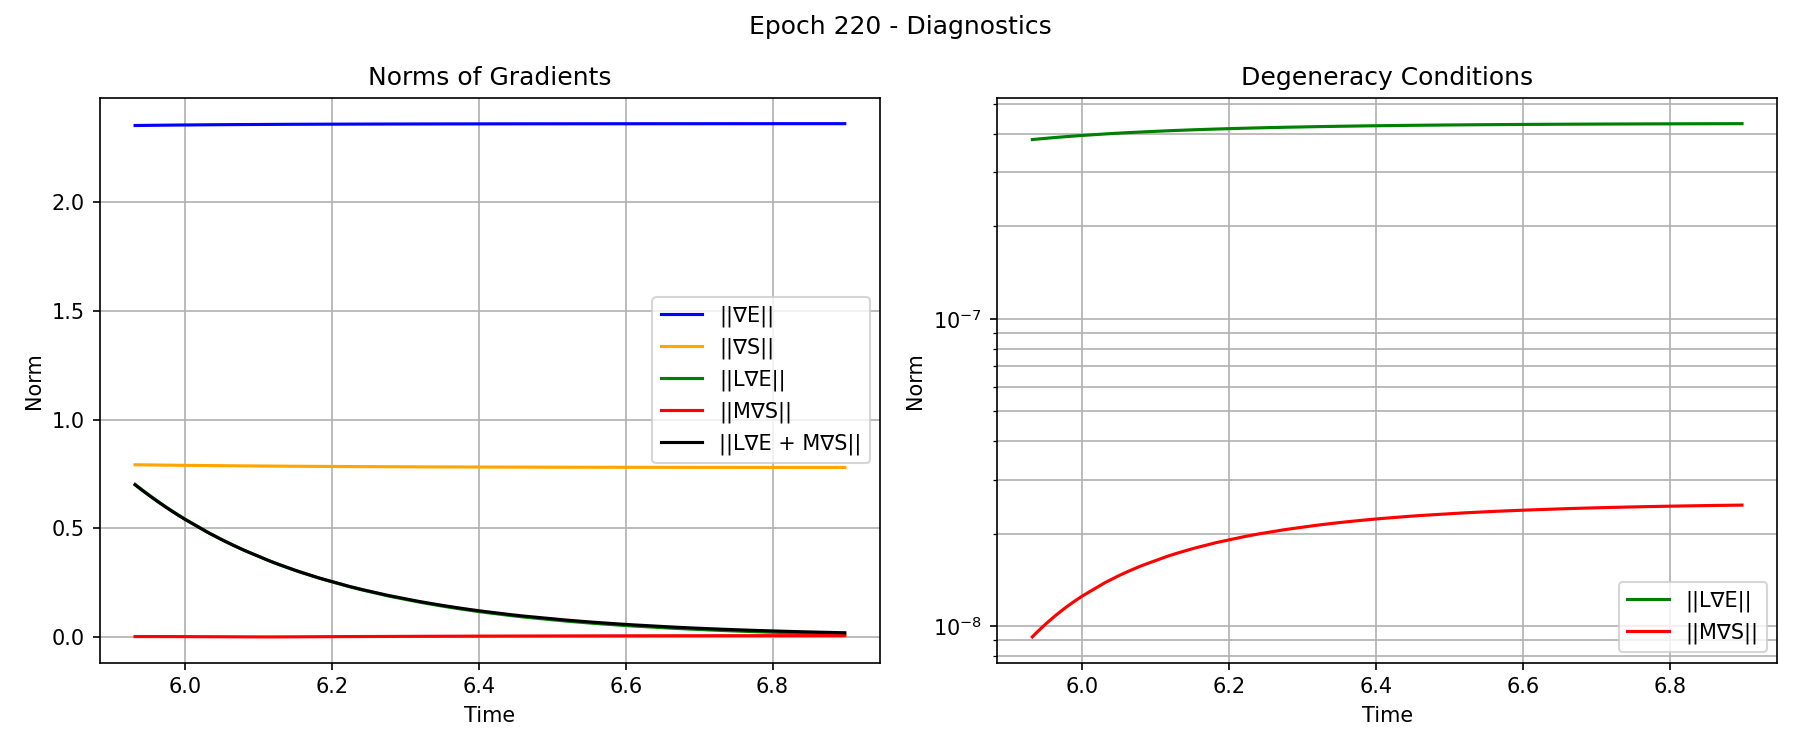 Epoch 220 - Diagnostics
Norms of Gradients
Norm
2.0
1.5
1.0
0.5
0.0
6.0 6.2 6.4 6.6 6.8
Time
||∇E||
||∇S||
||L∇E||
||M∇S||
||L∇E + M∇S||
Degeneracy Conditions
Norm
10⁻⁷
10⁻⁸
6.0 6.2 6.4 6.6 6.8
Time
||L∇E||
||M∇S||